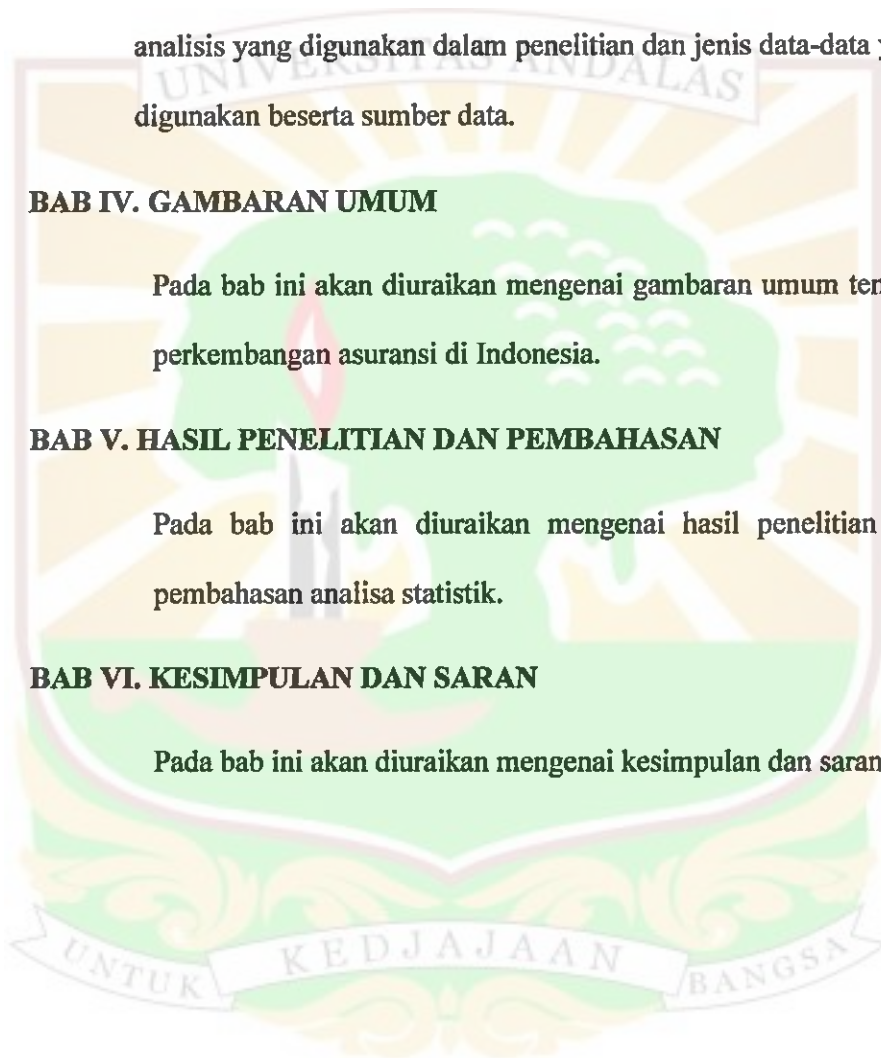 analisis yang digunakan dalam penelitian dan jenis data-data
UNIVERSITAS ANDALAS
digunakan beserta sumber data.
BAB IV. GAMBARAN UMUM
Pada bab ini akan diuraikan mengenai gambaran umum
perkembangan asuransi di Indonesia.
BAB V. HASIL PENELITIAN DAN PEMBAHASAN
Pada bab ini akan diuraikan mengenai hasil penelitian
pembahasan analisa statistik.
BAB VI. KESIMPULAN DAN SARAN
Pada bab ini akan diuraikan mengenai kesimpulan dan saran
UNTUK KEDJAJAAN BANGSA